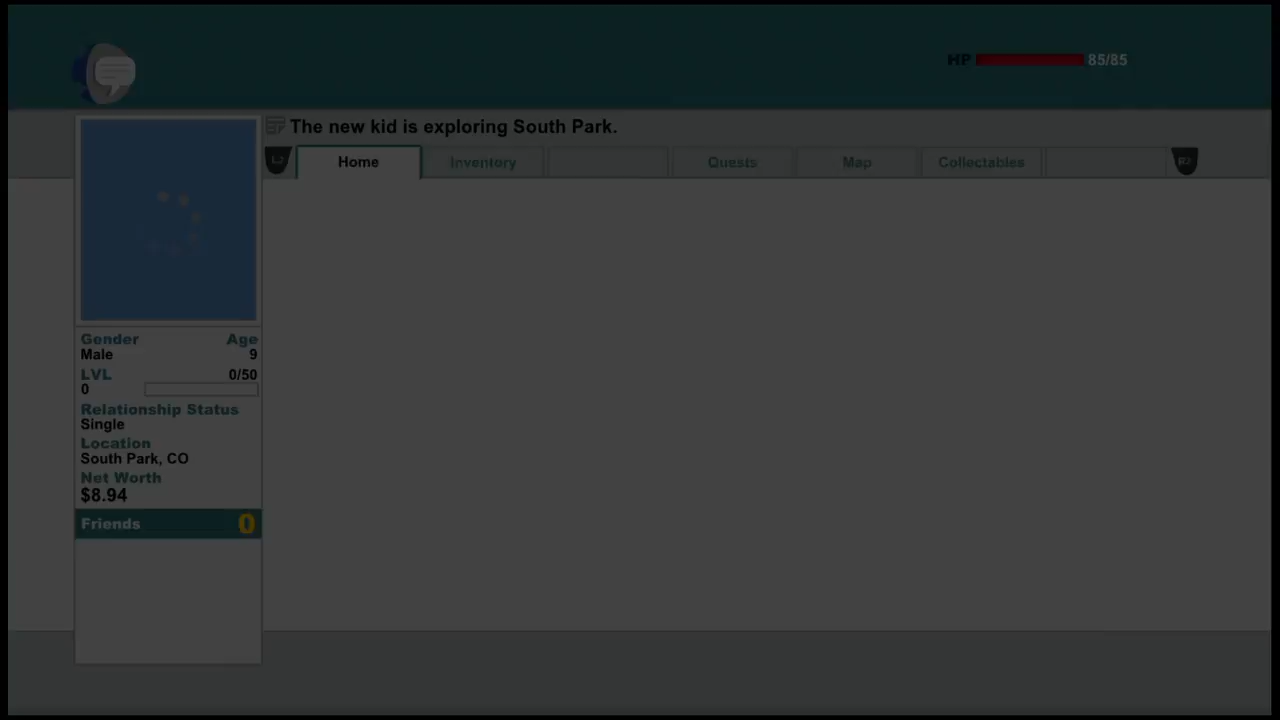 HP 85/85
The new kid is exploring South Park.
Home Inventory Quests Map Collectables
Gender Age
Male 9
LVL 0/50
0
Relationship Status
Single
Location
South Park, CO
Net Worth
$8.94
Friends 0